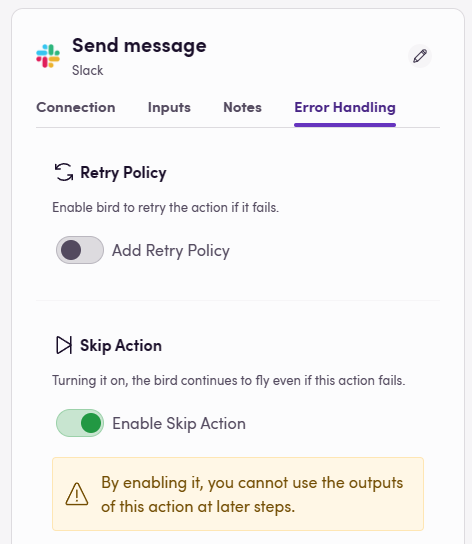 Send message
Slack
Connection Inputs Notes Error Handling
Retry Policy
Enable bird to retry the action if it fails.
Add Retry Policy
Skip Action
Turning it on, the bird continues to fly even if this action fails.
Enable Skip Action
By enabling it, you cannot use the outputs
of this action at later steps.